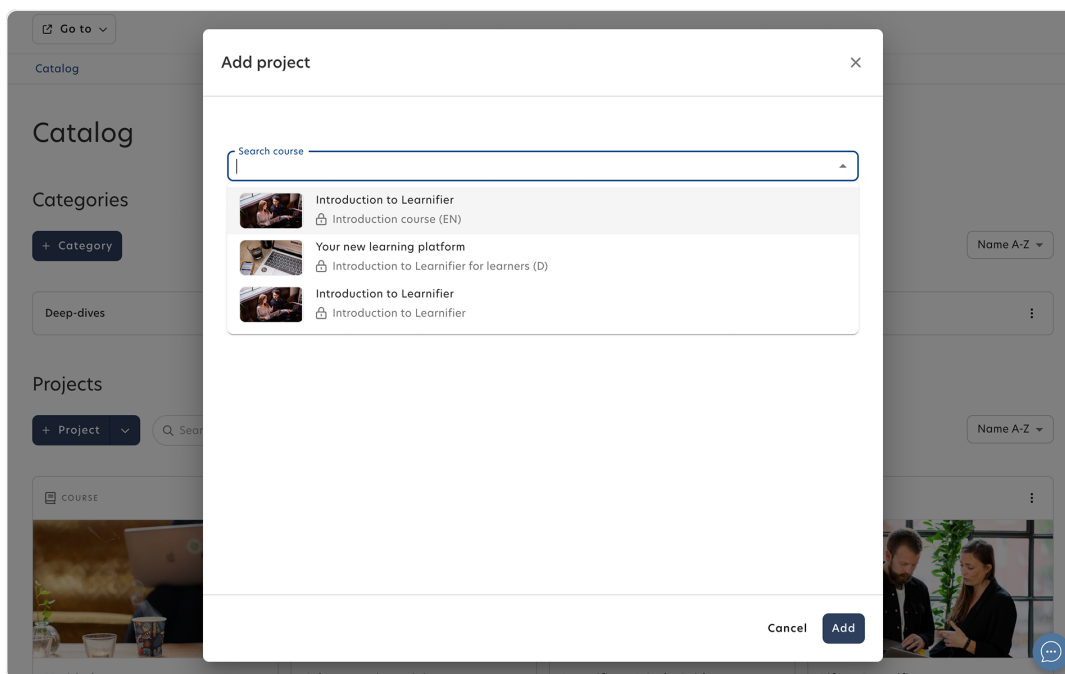 Go to
Catalog
Catalog
Categories
+ Category
Name A-Z
Deep-dives
Projects
+ Project
Sear
Name A-Z
COURSE
Add project
Search course
Introduction to Learnifier
Introduction course (EN)
Your new learning platform
Introduction to Learnifier for learners (D)
Introduction to Learnifier
Introduction to Learnifier
Cancel
Add